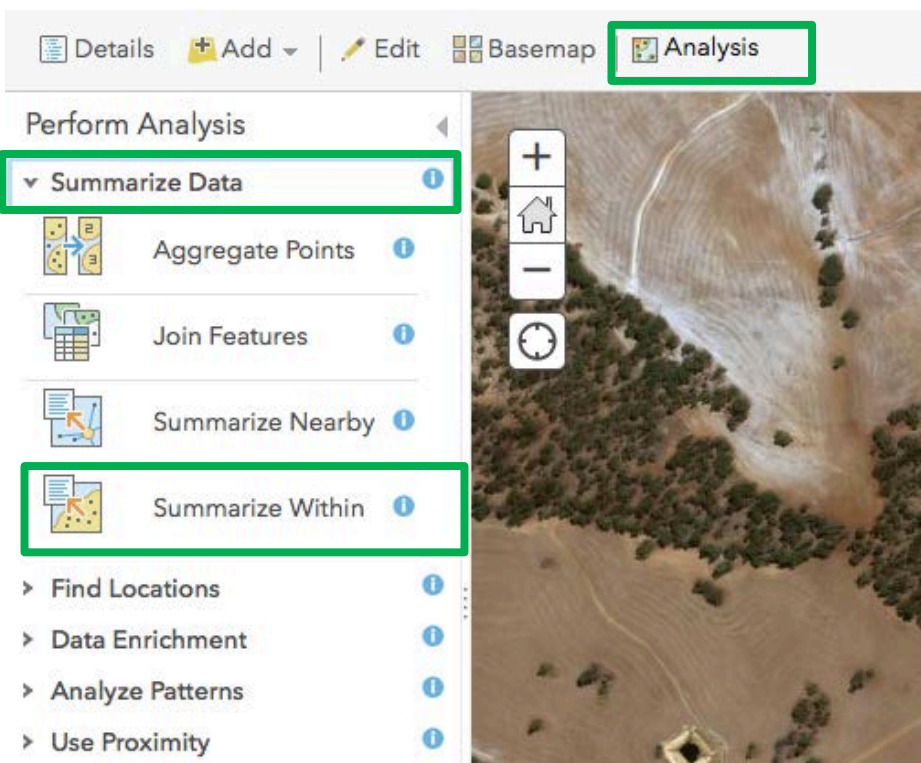 Details Add Edit Basemap Analysis
Perform Analysis
Summarize Data
Aggregate Points
Join Features
Summarize Nearby
Summarize Within
Find Locations
Data Enrichment
Analyze Patterns
Use Proximity